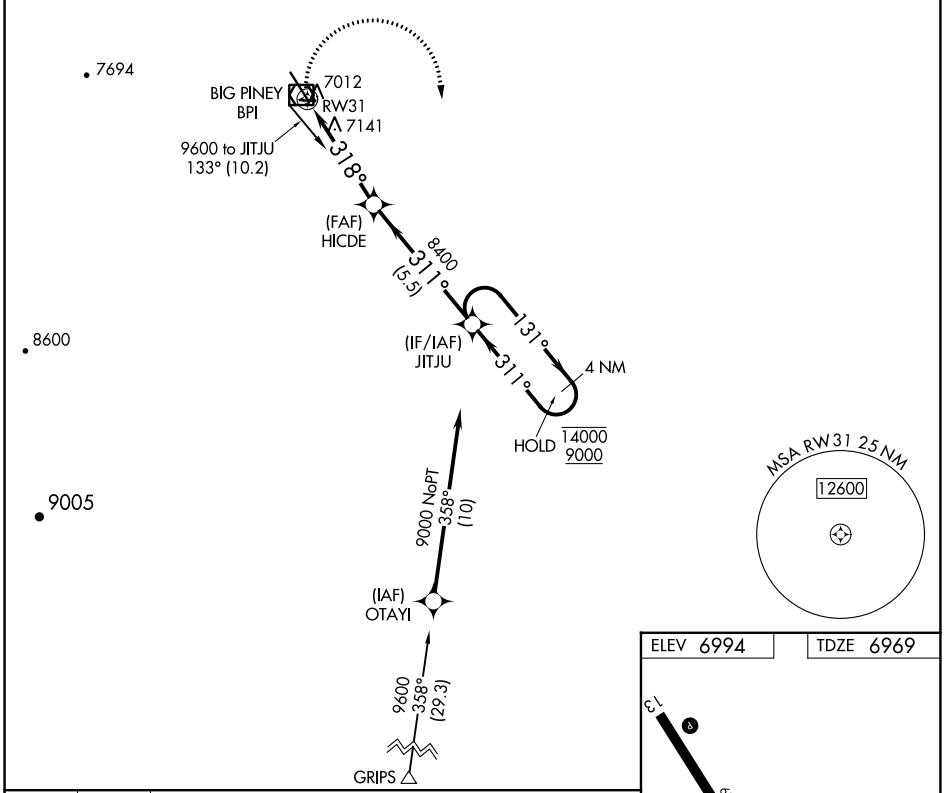 7694
BIG PINEY
BPI
7012
RW31
7141
9600 to JITJU
133° (10.2)
318°
(FAF)
HICDE
8400
311°
(5.5)
8600
(IF/IAF)
JITJU
131°
311°
4 NM
HOLD
14000
9000
MSA RW31 25 NM
12600
9005
9000 NoPT
358°
(10)
(IAF)
OTAYI
9600
358°
(29.3)
GRIPS
ELEV 6994
TDZE 6969
13
P